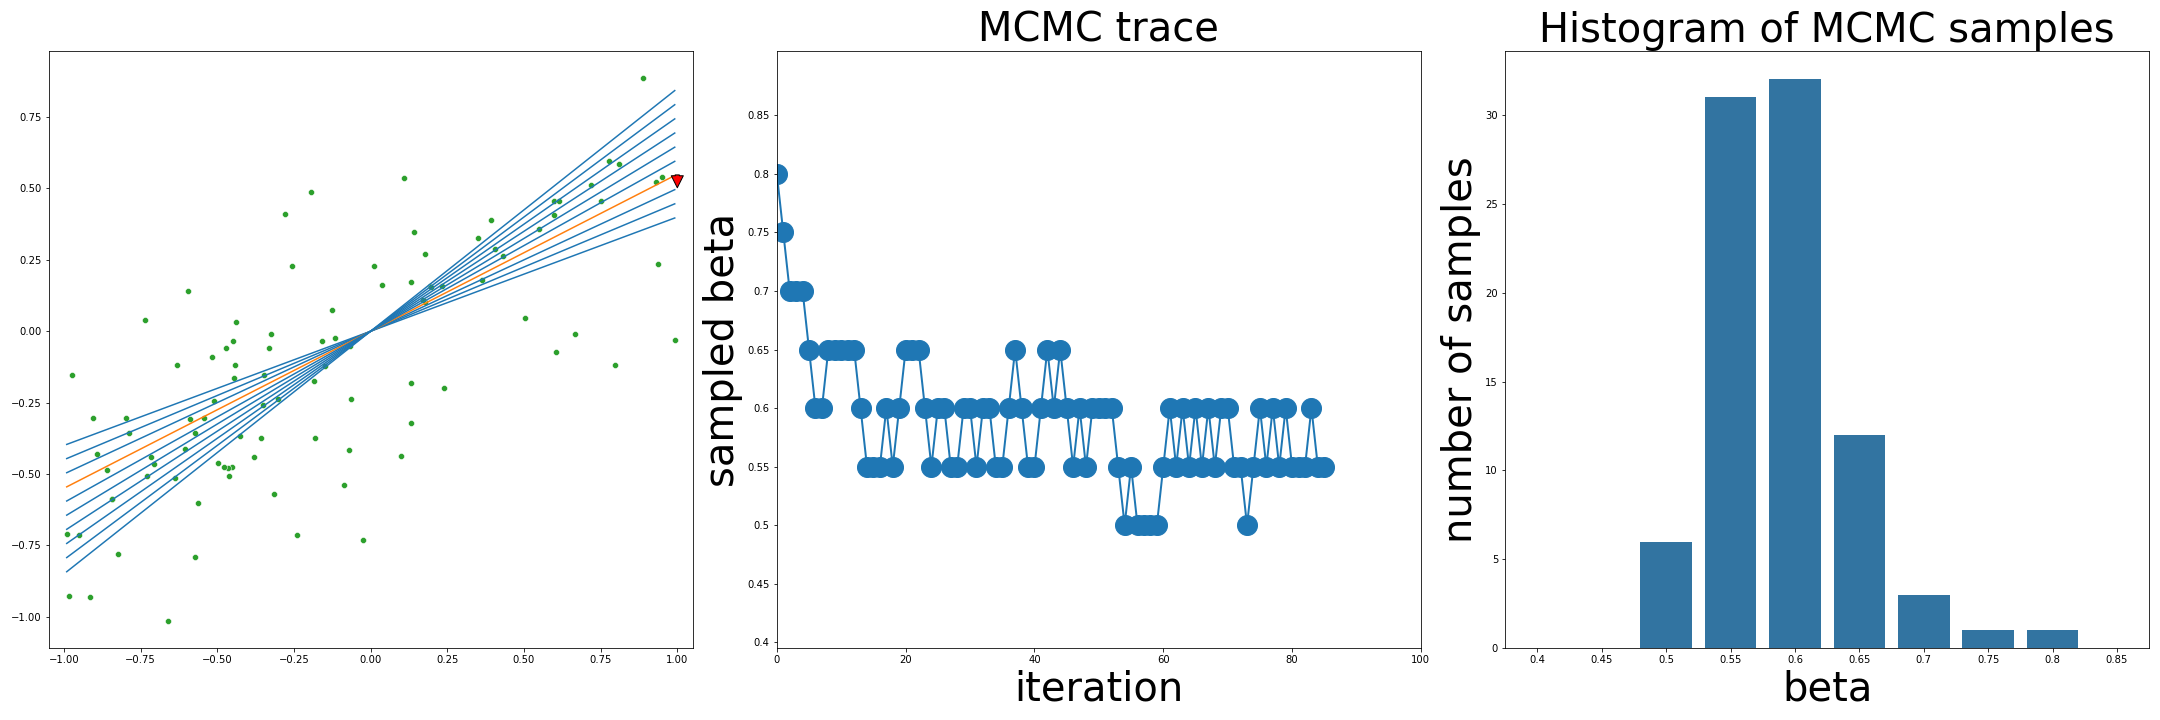 MCMC trace
Histogram of MCMC samples
0.75
0.50
0.25
0.00
−0.25
−0.50
−0.75
−1.00
−1.00 −0.75 −0.50 −0.25 0.00 0.25 0.50 0.75 1.00
sampled beta
0.85
0.8
0.75
0.7
0.65
0.6
0.55
0.5
0.45
0.4
0 20 40 60 80 100
iteration
number of samples
30
25
20
15
10
5
0
0.4 0.45 0.5 0.55 0.6 0.65 0.7 0.75 0.8 0.85
beta